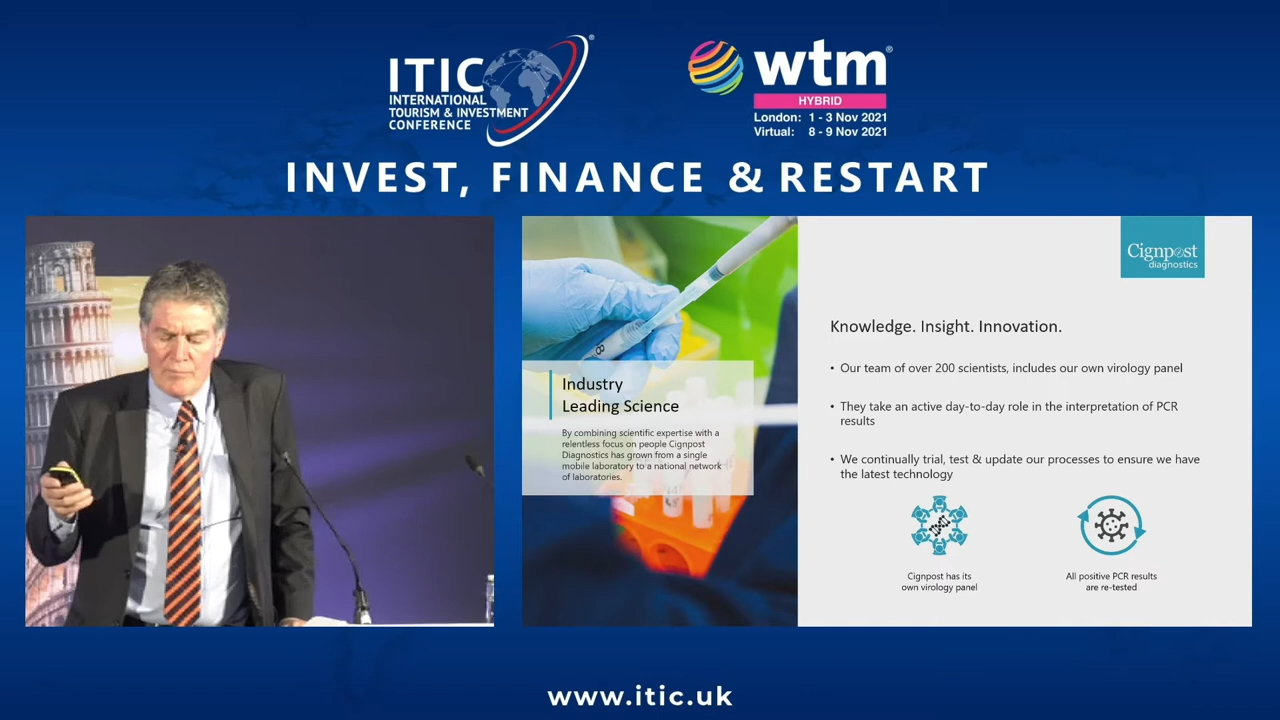 ITIC
INTERNATIONAL
TOURISM & INVESTMENT
CONFERENCE
®
wtm®
HYBRID
London: 1 - 3 Nov 2021
Virtual: 8 - 9 Nov 2021
INVEST, FINANCE & RESTART
Industry
Leading Science
By combining scientific expertise with a
relentless focus on people Cignpost
Diagnostics has grown from a single
mobile laboratory to a national network
of laboratories.
Cignpost
diagnostics
Knowledge. Insight. Innovation.
• Our team of over 200 scientists, includes our own virology panel
• They take an active day-to-day role in the interpretation of PCR
results
• We continually trial, test & update our processes to ensure we have
the latest technology
Cignpost has its
own virology panel
All positive PCR results
are re-tested
www.itic.uk